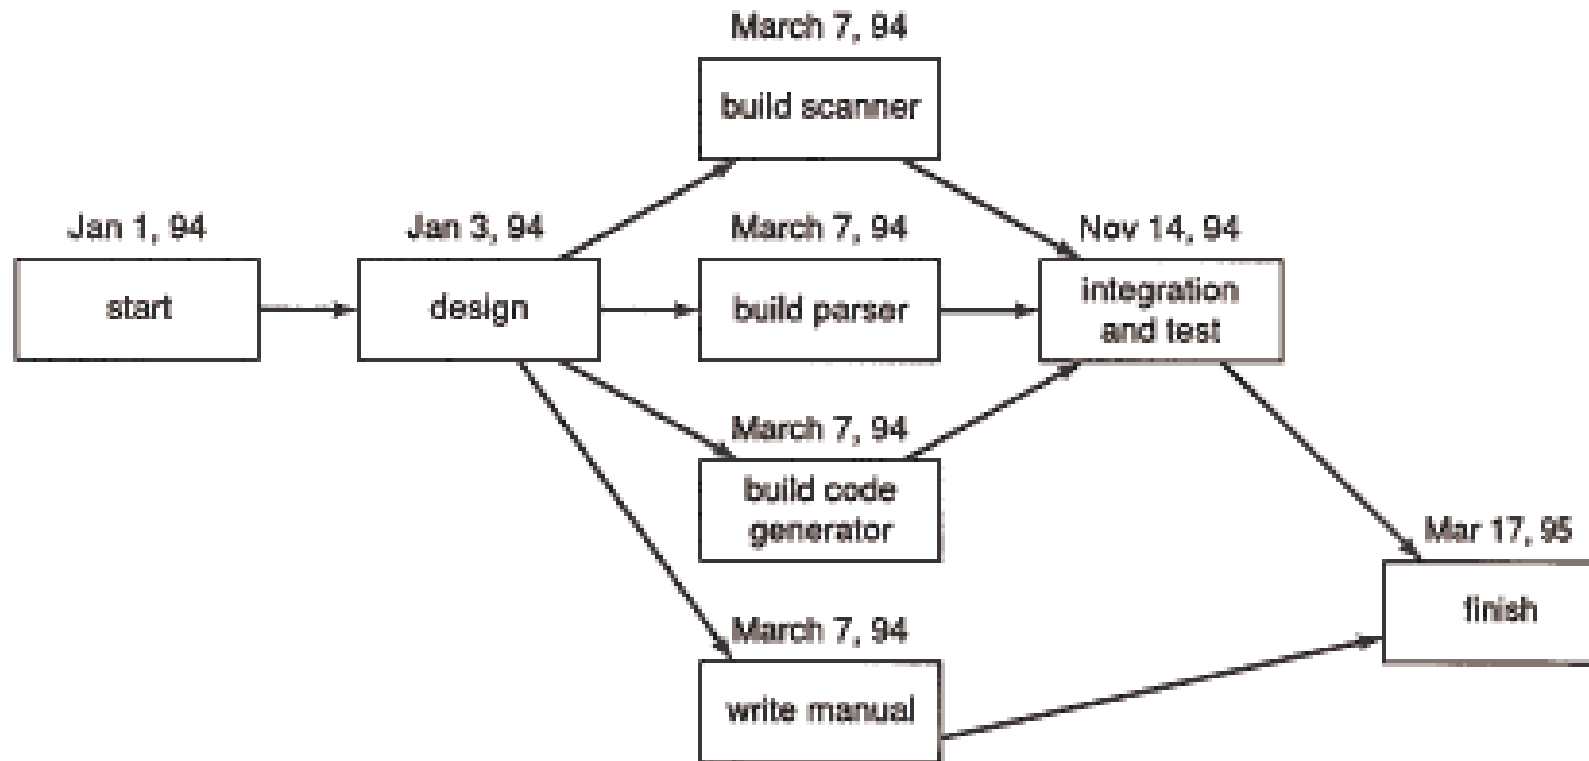 March 7, 94
build scanner
Jan 1, 94
start
Jan 3, 94
design
March 7, 94
build parser
Nov 14, 94
integration
and test
March 7, 94
build code
generator
Mar 17, 95
finish
March 7, 94
write manual